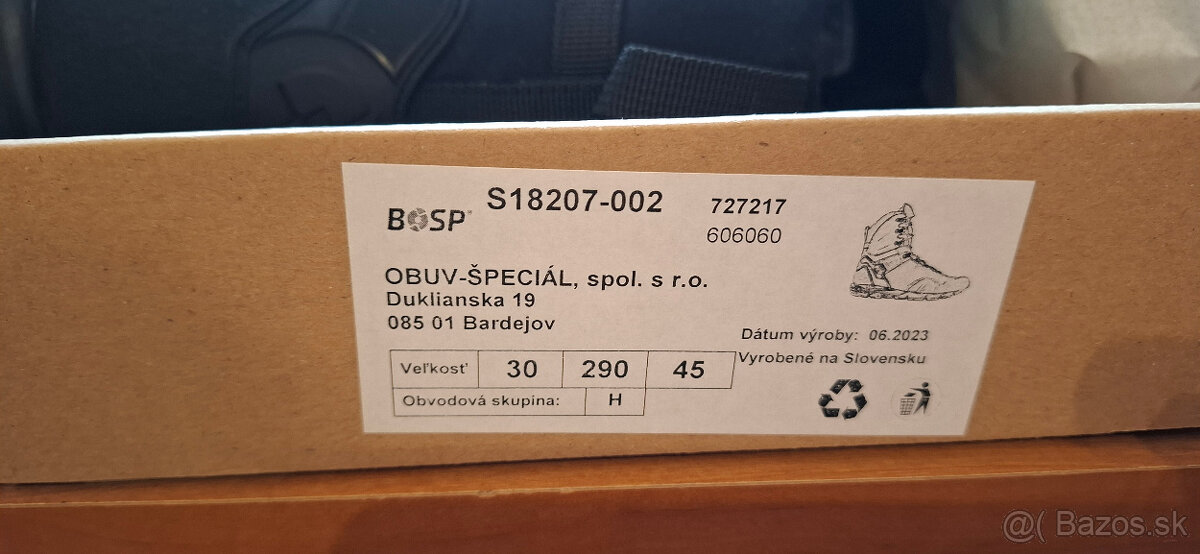 BOSP
S18207-002
727217
606060
OBUV-ŠPECIÁL, spol. s r.o.
Duklianska 19
085 01 Bardejov
Dátum výroby: 06.2023
Vyrobené na Slovensku
Veľkosť 30 290 45
Obvodová skupina: H
@( Bazos.sk